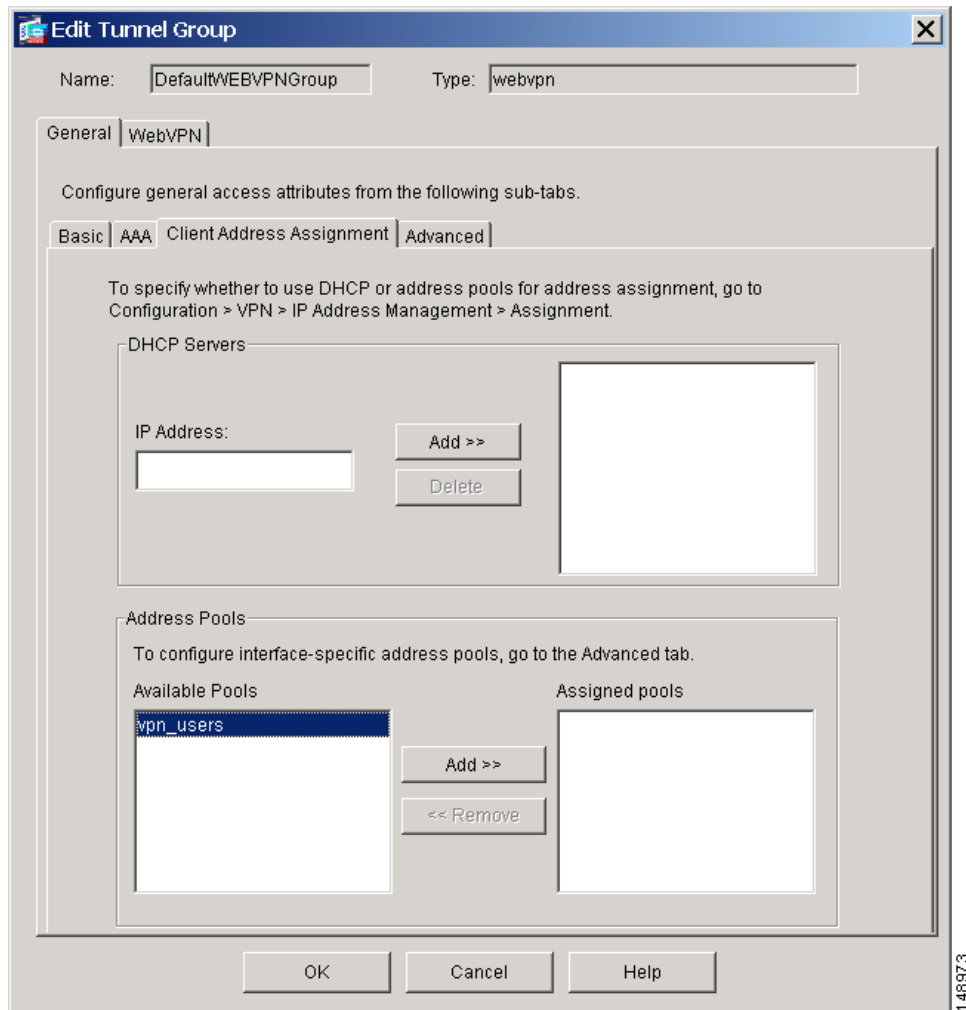 Edit Tunnel Group
Name: DefaultWEBVPNGroup Type: webvpn
General WebVPN
Configure general access attributes from the following sub-tabs.
Basic AAA Client Address Assignment Advanced
To specify whether to use DHCP or address pools for address assignment, go to
Configuration > VPN > IP Address Management > Assignment.
DHCP Servers
IP Address:
Add >>
Delete
Address Pools
To configure interface-specific address pools, go to the Advanced tab.
Available Pools Assigned pools
vpn_users
Add >>
<< Remove
OK Cancel Help
148973